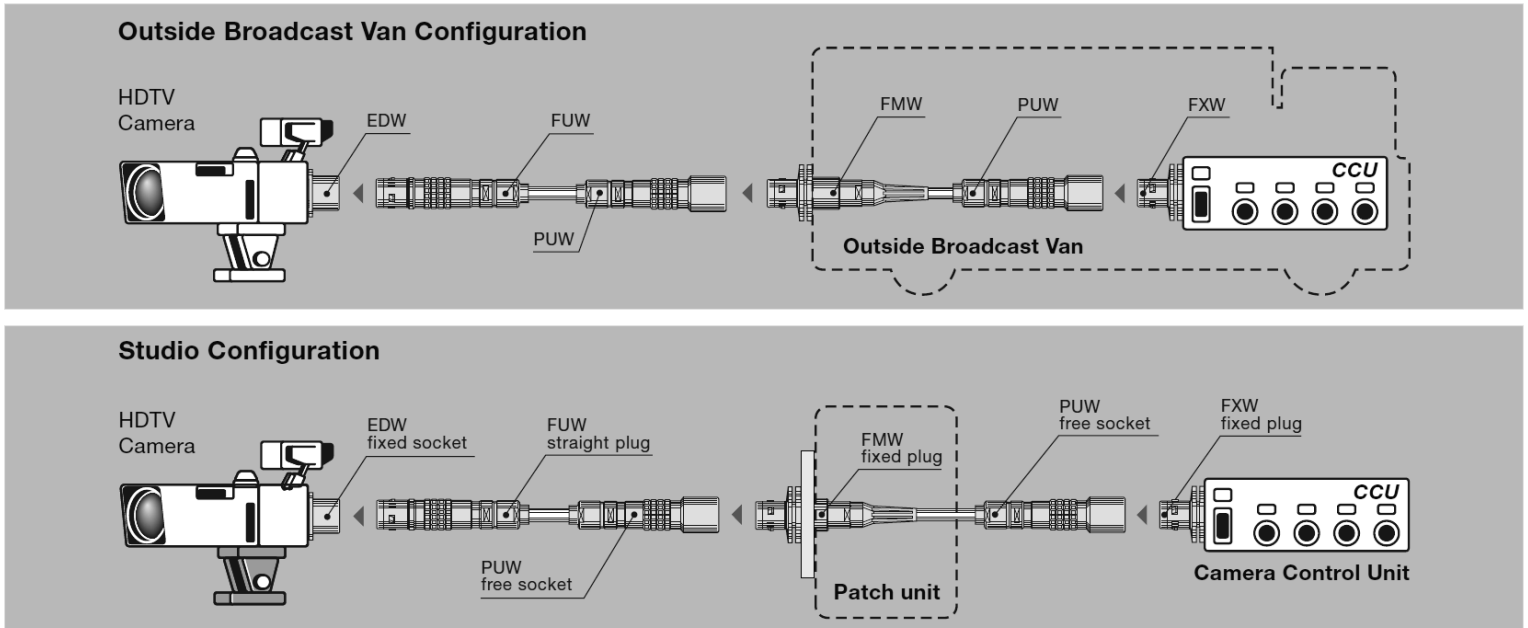 Outside Broadcast Van Configuration
HDTV
Camera
EDW
FUW
PUW
FMW
PUW
FXW
CCU
Outside Broadcast Van
Studio Configuration
HDTV
Camera
EDW
fixed socket
FUW
straight plug
PUW
free socket
FMW
fixed plug
Patch unit
PUW
free socket
FXW
fixed plug
CCU
Camera Control Unit